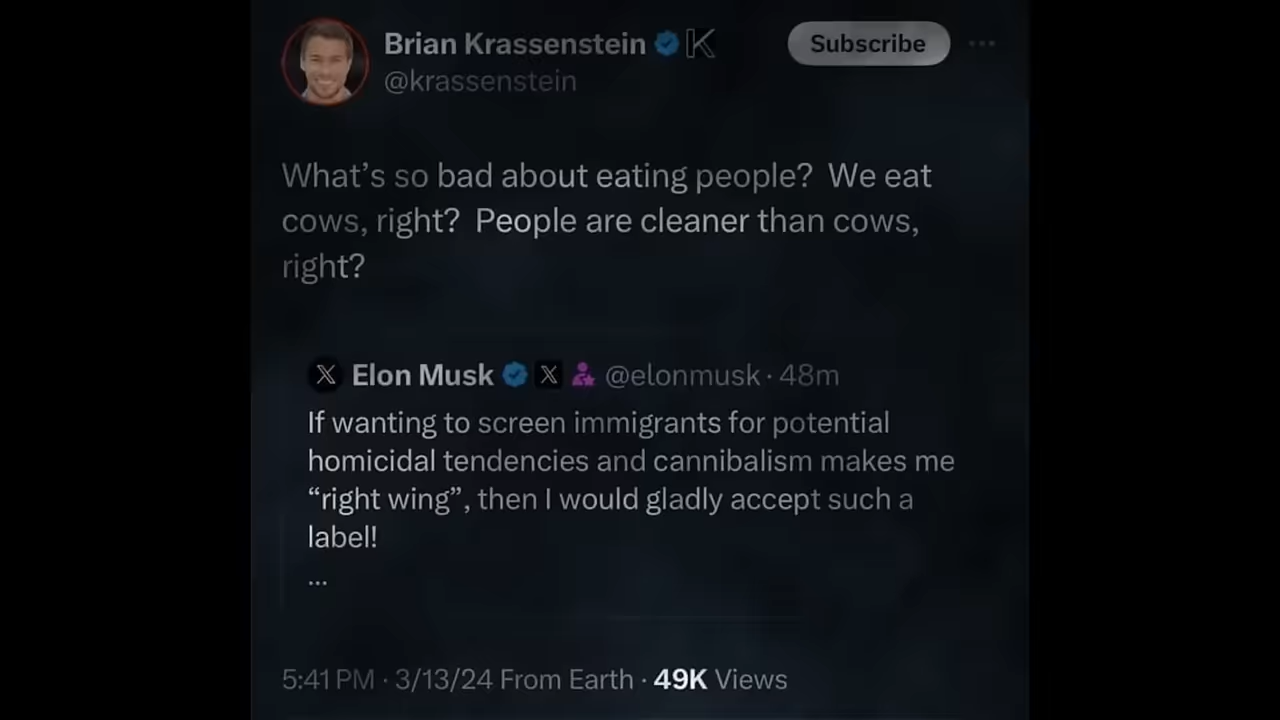 Brian Krassenstein
Subscribe
@krassenstein
What’s so bad about eating people? We eat
cows, right? People are cleaner than cows,
right?
Elon Musk @elonmusk · 48m
If wanting to screen immigrants for potential
homicidal tendencies and cannibalism makes me
“right wing”, then I would gladly accept such a
label!
...
5:41 PM · 3/13/24 From Earth · 49K Views